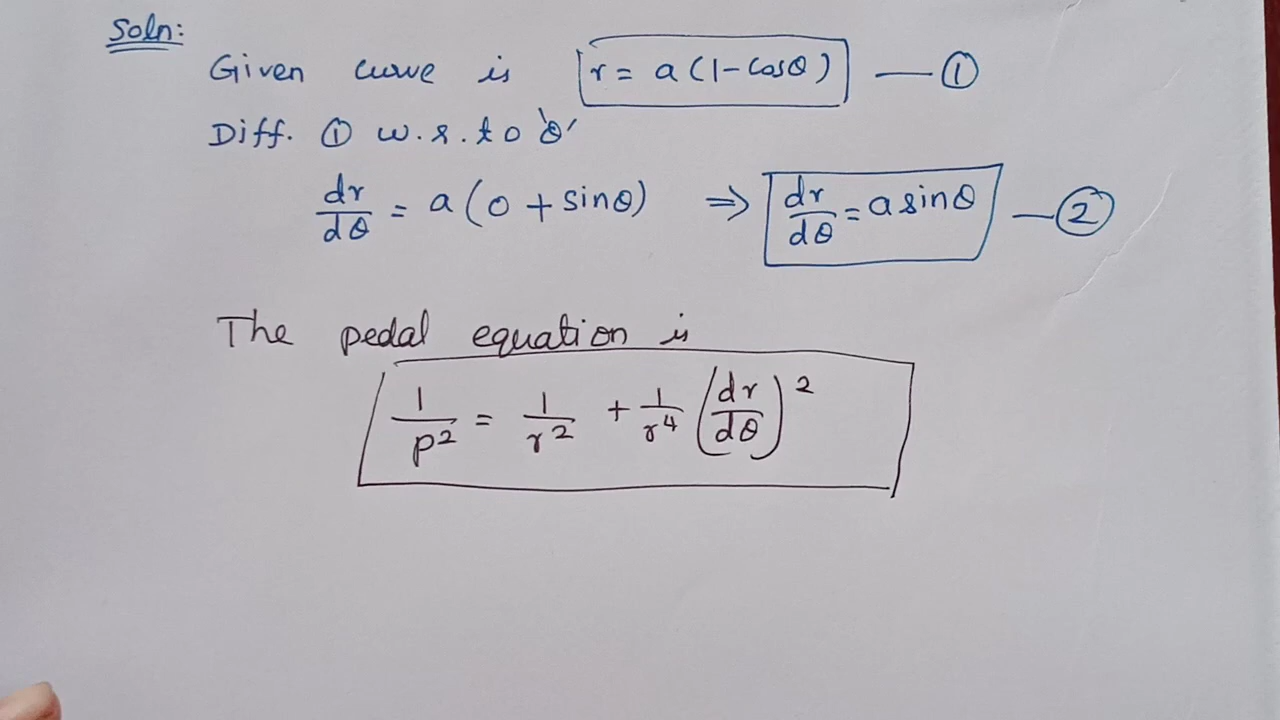 Soln:
Given curve is r = a(1-cosθ) — ①
Diff. ① w.r.to 'θ'
dr/dθ = a(0+sinθ) ⇒ dr/dθ = a sinθ — ②
The pedal equation is
1/p² = 1/r² + 1/r⁴ (dr/dθ)²